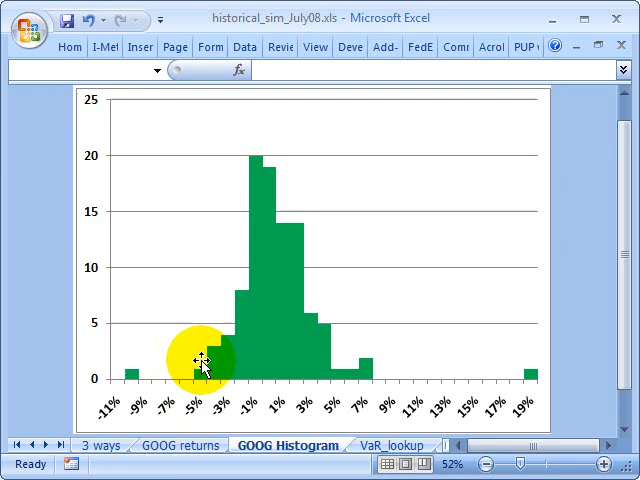 historical_sim_July08.xls - Microsoft Excel
Hom I-Met Inser Page Form Data Revie View Deve Add- FedE Comr Acrol PUP v
fx
25
20
15
10
5
0
-11% -9% -7% -5% -3% -1% 1% 3% 5% 7% 9% 11% 13% 15% 17% 19%
3 ways GOOG returns GOOG Histogram VaR_lookup
Ready 52%